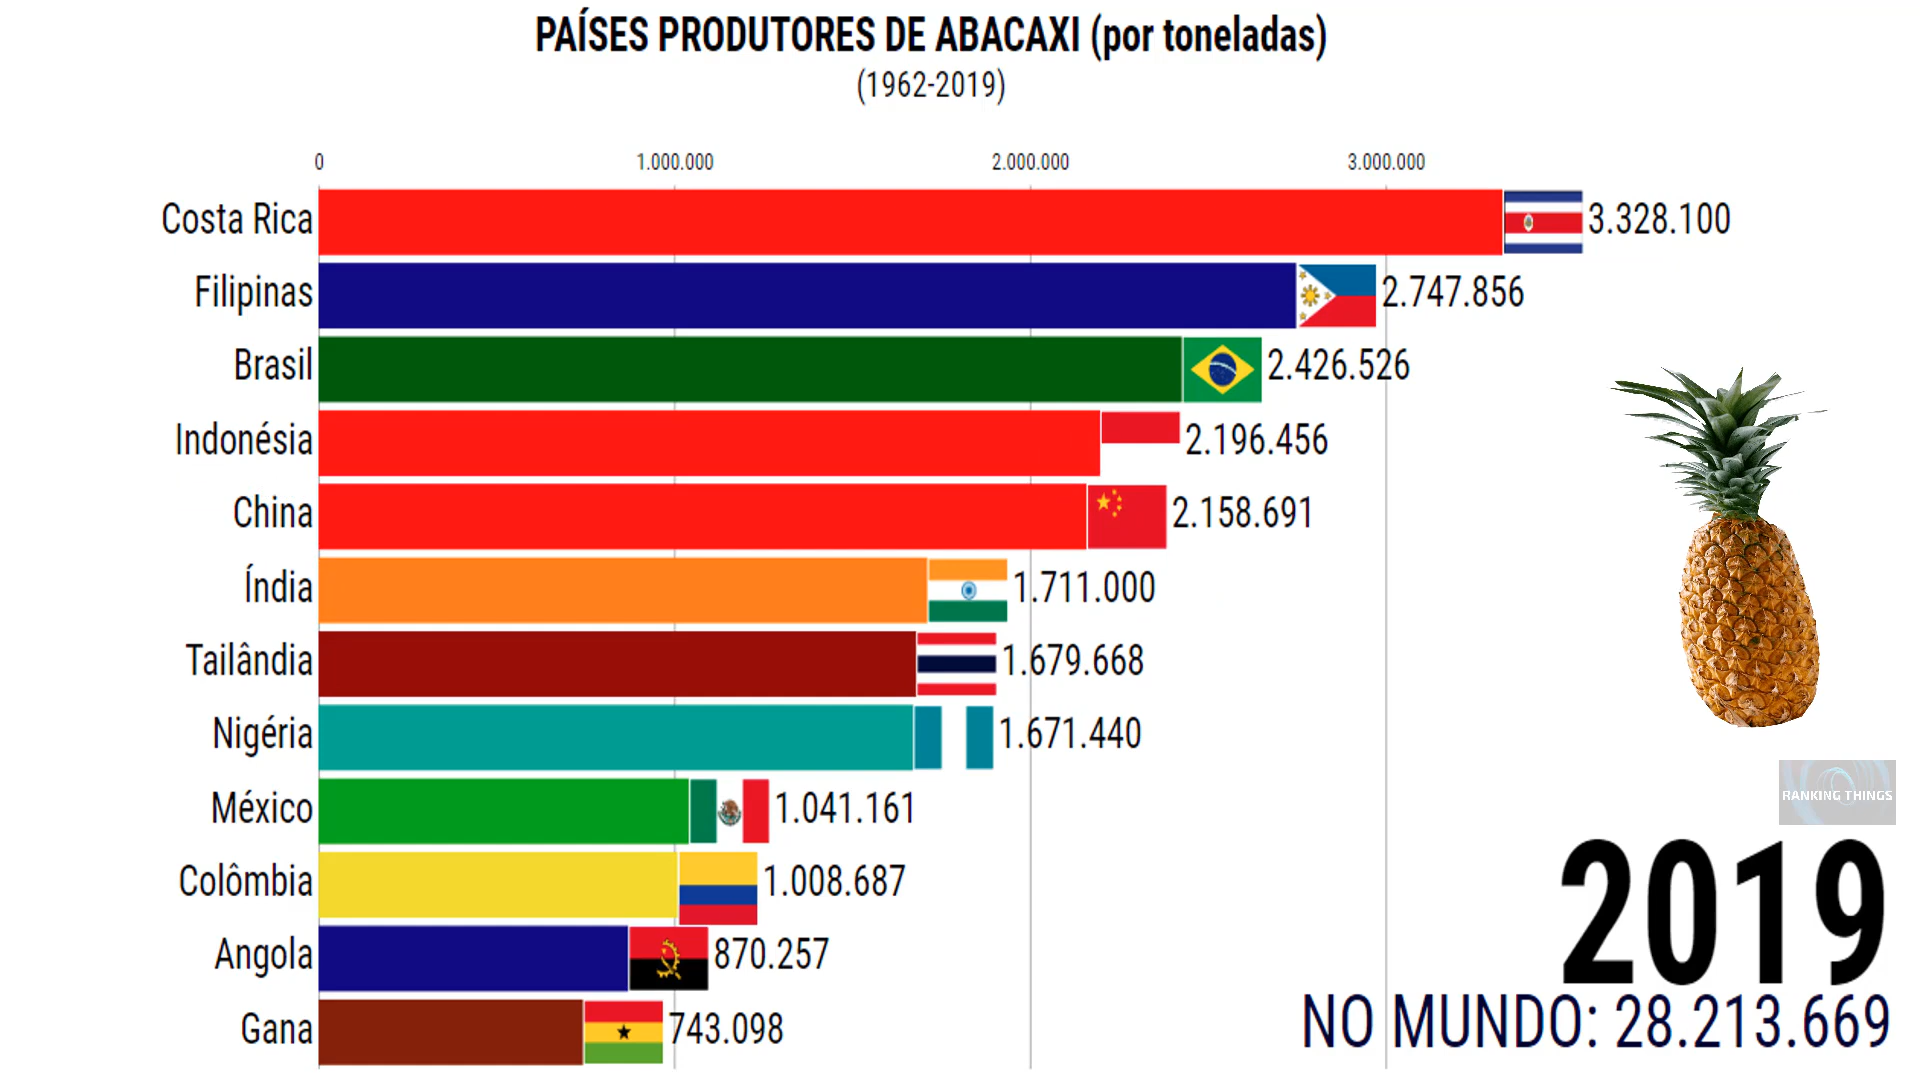 PAÍSES PRODUTORES DE ABACAXI (por toneladas)
(1962-2019)
0 1.000.000 2.000.000 3.000.000
Costa Rica 3.328.100
Filipinas 2.747.856
Brasil 2.426.526
Indonésia 2.196.456
China 2.158.691
Índia 1.711.000
Tailândia 1.679.668
Nigéria 1.671.440
México 1.041.161
Colômbia 1.008.687
Angola 870.257
Gana 743.098
RANKING THINGS
2019
NO MUNDO: 28.213.669